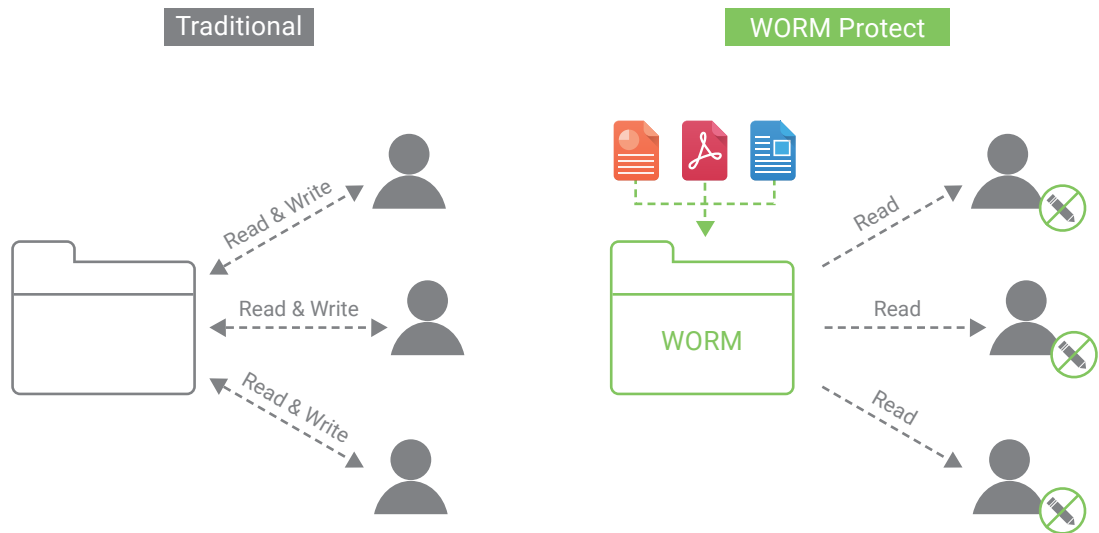 Traditional
Read & Write
Read & Write
Read & Write
WORM Protect
WORM
Read
Read
Read